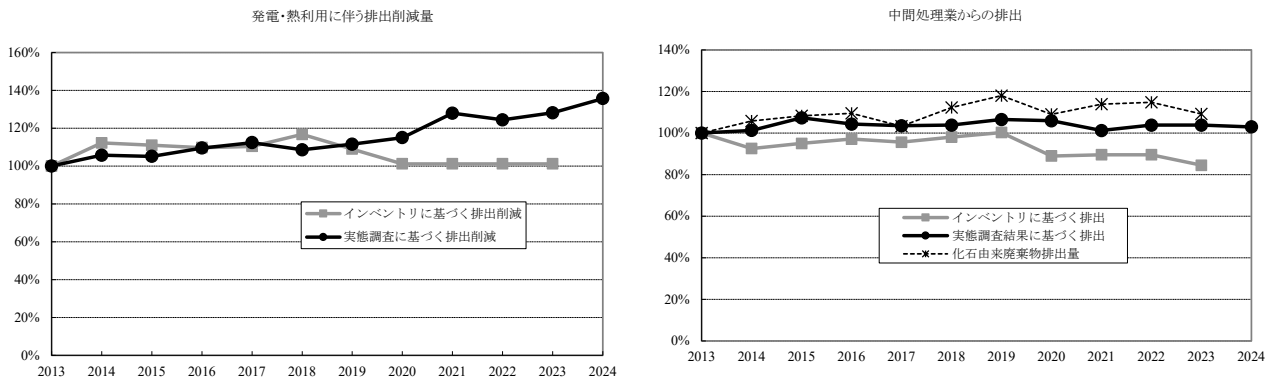 発電・熱利用に伴う排出削減量
160%
140%
120%
100%
80%
60%
40%
20%
0%
インベントリに基づく排出削減
実態調査に基づく排出削減
2013 2014 2015 2016 2017 2018 2019 2020 2021 2022 2023 2024
中間処理業からの排出
140%
120%
100%
80%
60%
40%
20%
0%
インベントリに基づく排出
実態調査結果に基づく排出
化石由来廃棄物排出量
2013 2014 2015 2016 2017 2018 2019 2020 2021 2022 2023 2024